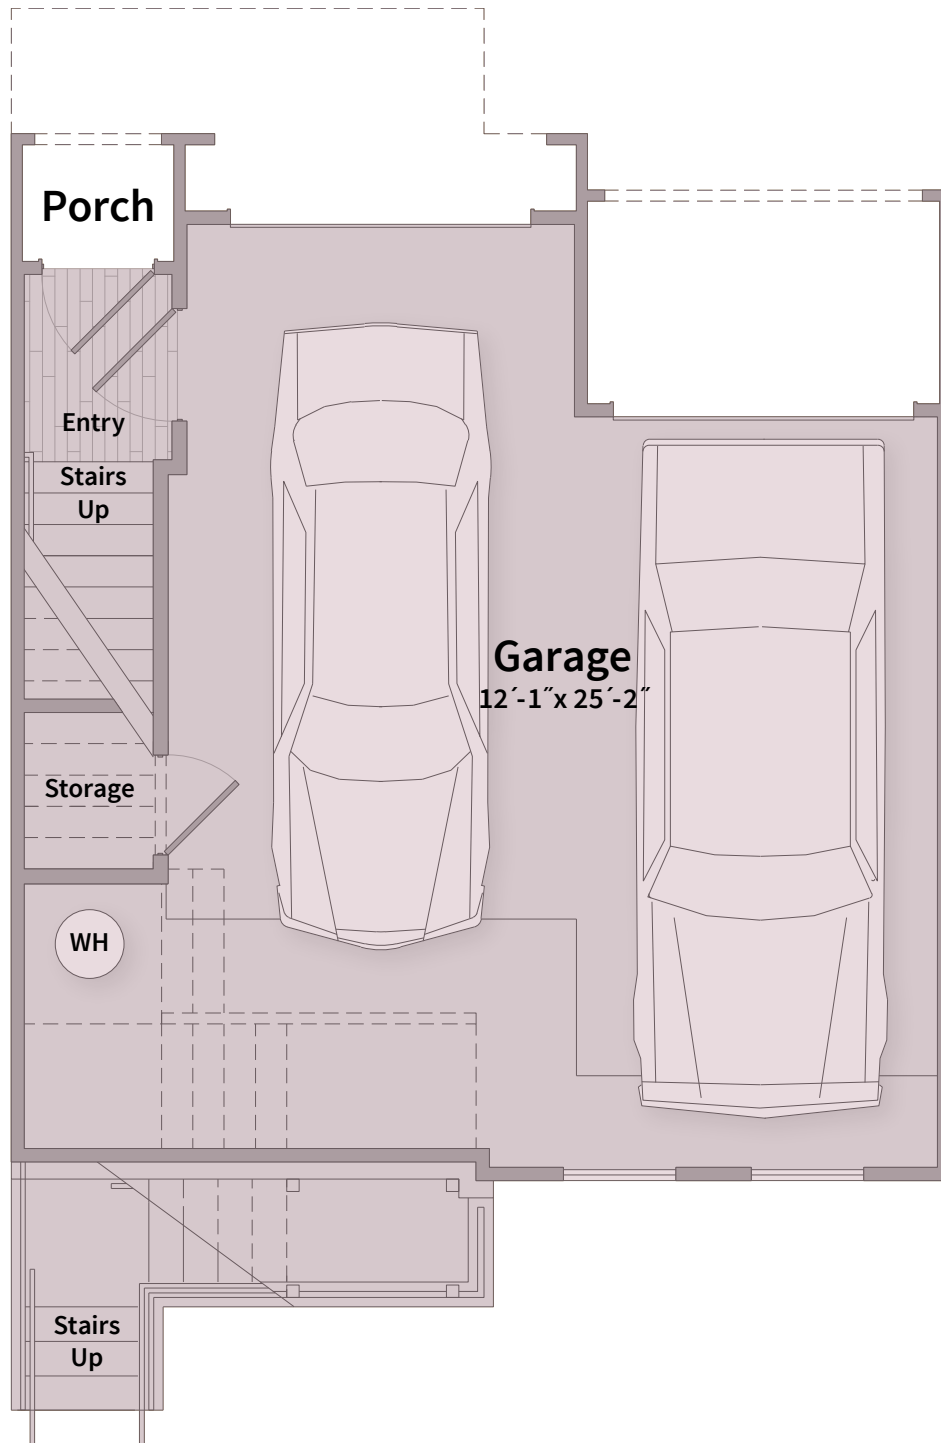 Porch
Entry
Stairs
Up
Garage
12´-1˝x 25´-2˝
Storage
WH
Stairs
Up